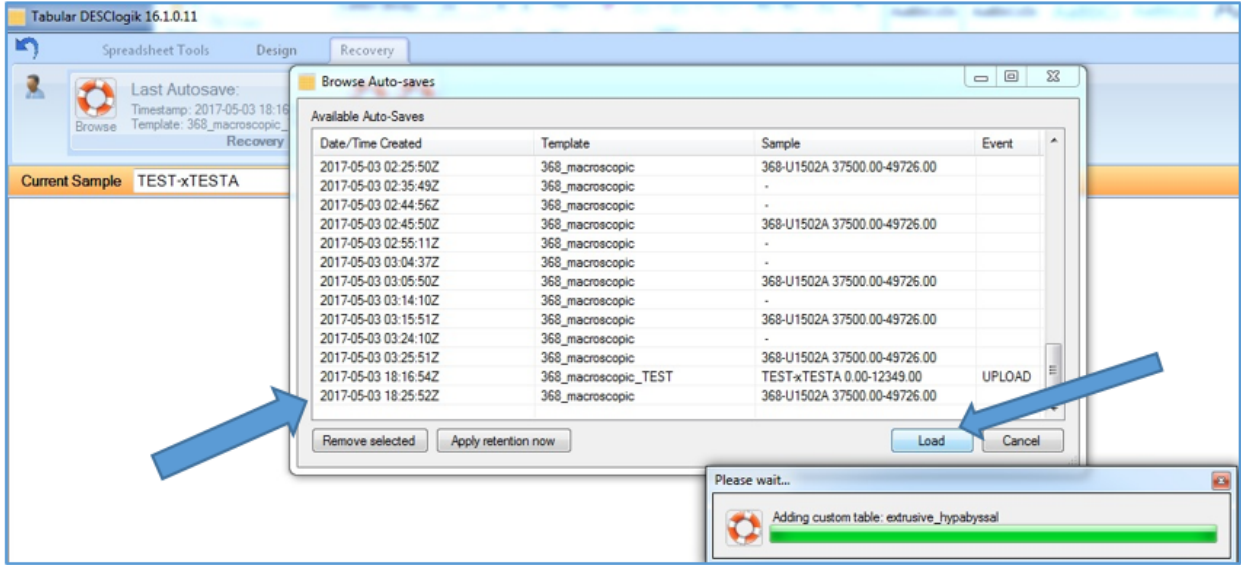 Tabular DESClogik 16.1.0.11
Spreadsheet Tools Design Recovery
Browse
Last Autosave:
Timestamp: 2017-05-03 18:16
Template: 368_macroscopic_
Recovery
Current Sample TEST-xTESTA
Browse Auto-saves
Available Auto-Saves
Date/Time Created Template Sample Event
2017-05-03 02:25:50Z 368_macroscopic 368-U1502A 37500.00-49726.00
2017-05-03 02:35:49Z 368_macroscopic -
2017-05-03 02:44:56Z 368_macroscopic -
2017-05-03 02:45:50Z 368_macroscopic 368-U1502A 37500.00-49726.00
2017-05-03 02:55:11Z 368_macroscopic -
2017-05-03 03:04:37Z 368_macroscopic -
2017-05-03 03:05:50Z 368_macroscopic 368-U1502A 37500.00-49726.00
2017-05-03 03:14:10Z 368_macroscopic -
2017-05-03 03:15:51Z 368_macroscopic 368-U1502A 37500.00-49726.00
2017-05-03 03:24:10Z 368_macroscopic -
2017-05-03 03:25:51Z 368_macroscopic 368-U1502A 37500.00-49726.00
2017-05-03 18:16:54Z 368_macroscopic_TEST TEST-xTESTA 0.00-12349.00 UPLOAD
2017-05-03 18:25:52Z 368_macroscopic 368-U1502A 37500.00-49726.00
Remove selected Apply retention now Load Cancel
Please wait...
Adding custom table: extrusive_hypabyssal